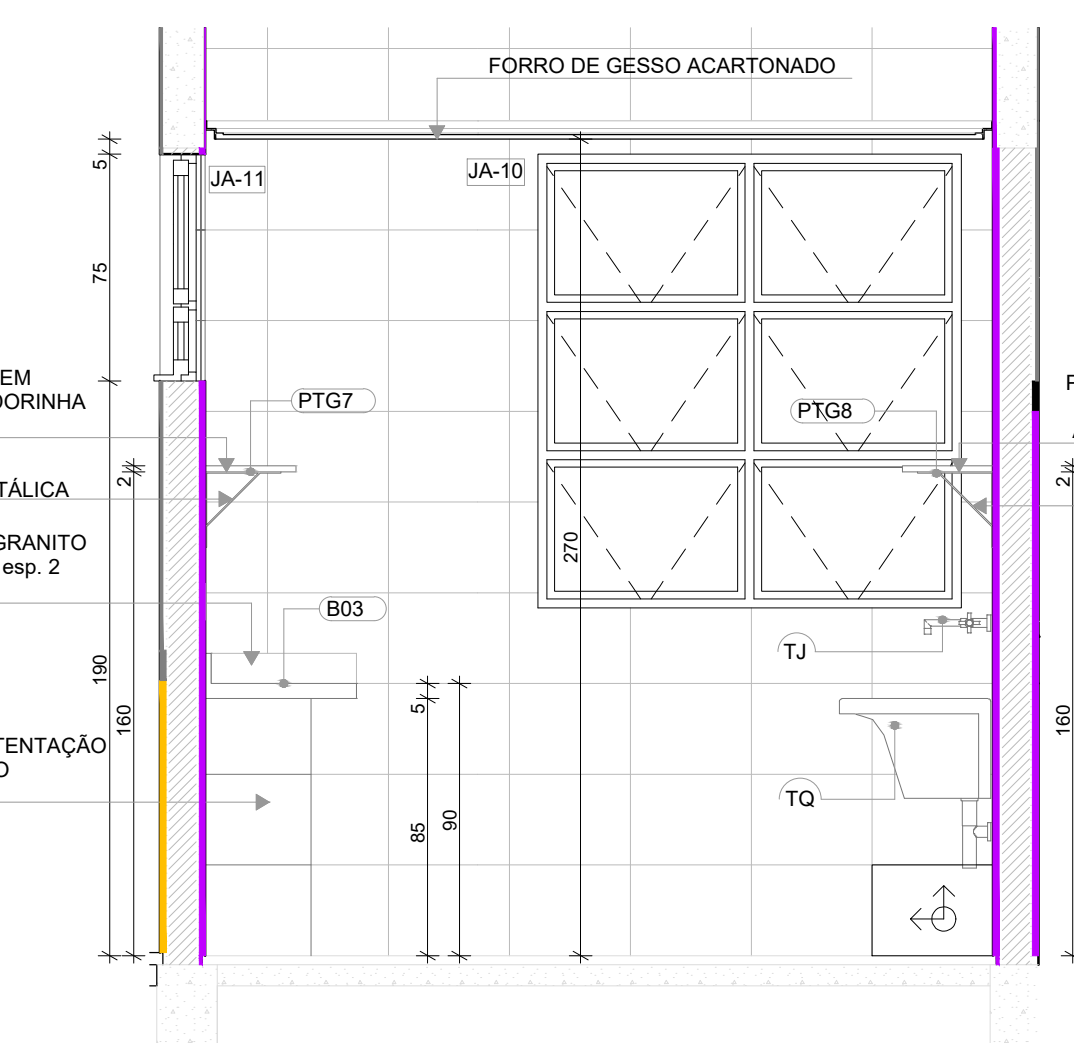 FORRO DE GESSO ACARTONADO
5
JA-11
JA-10
75
EM
DORINHA
PTG7
PTG8
P
2
TÁLICA
2
GRANITO
esp. 2
270
B03
TJ
190
160
5
160
TENTAÇÃO
O
TQ
85
90